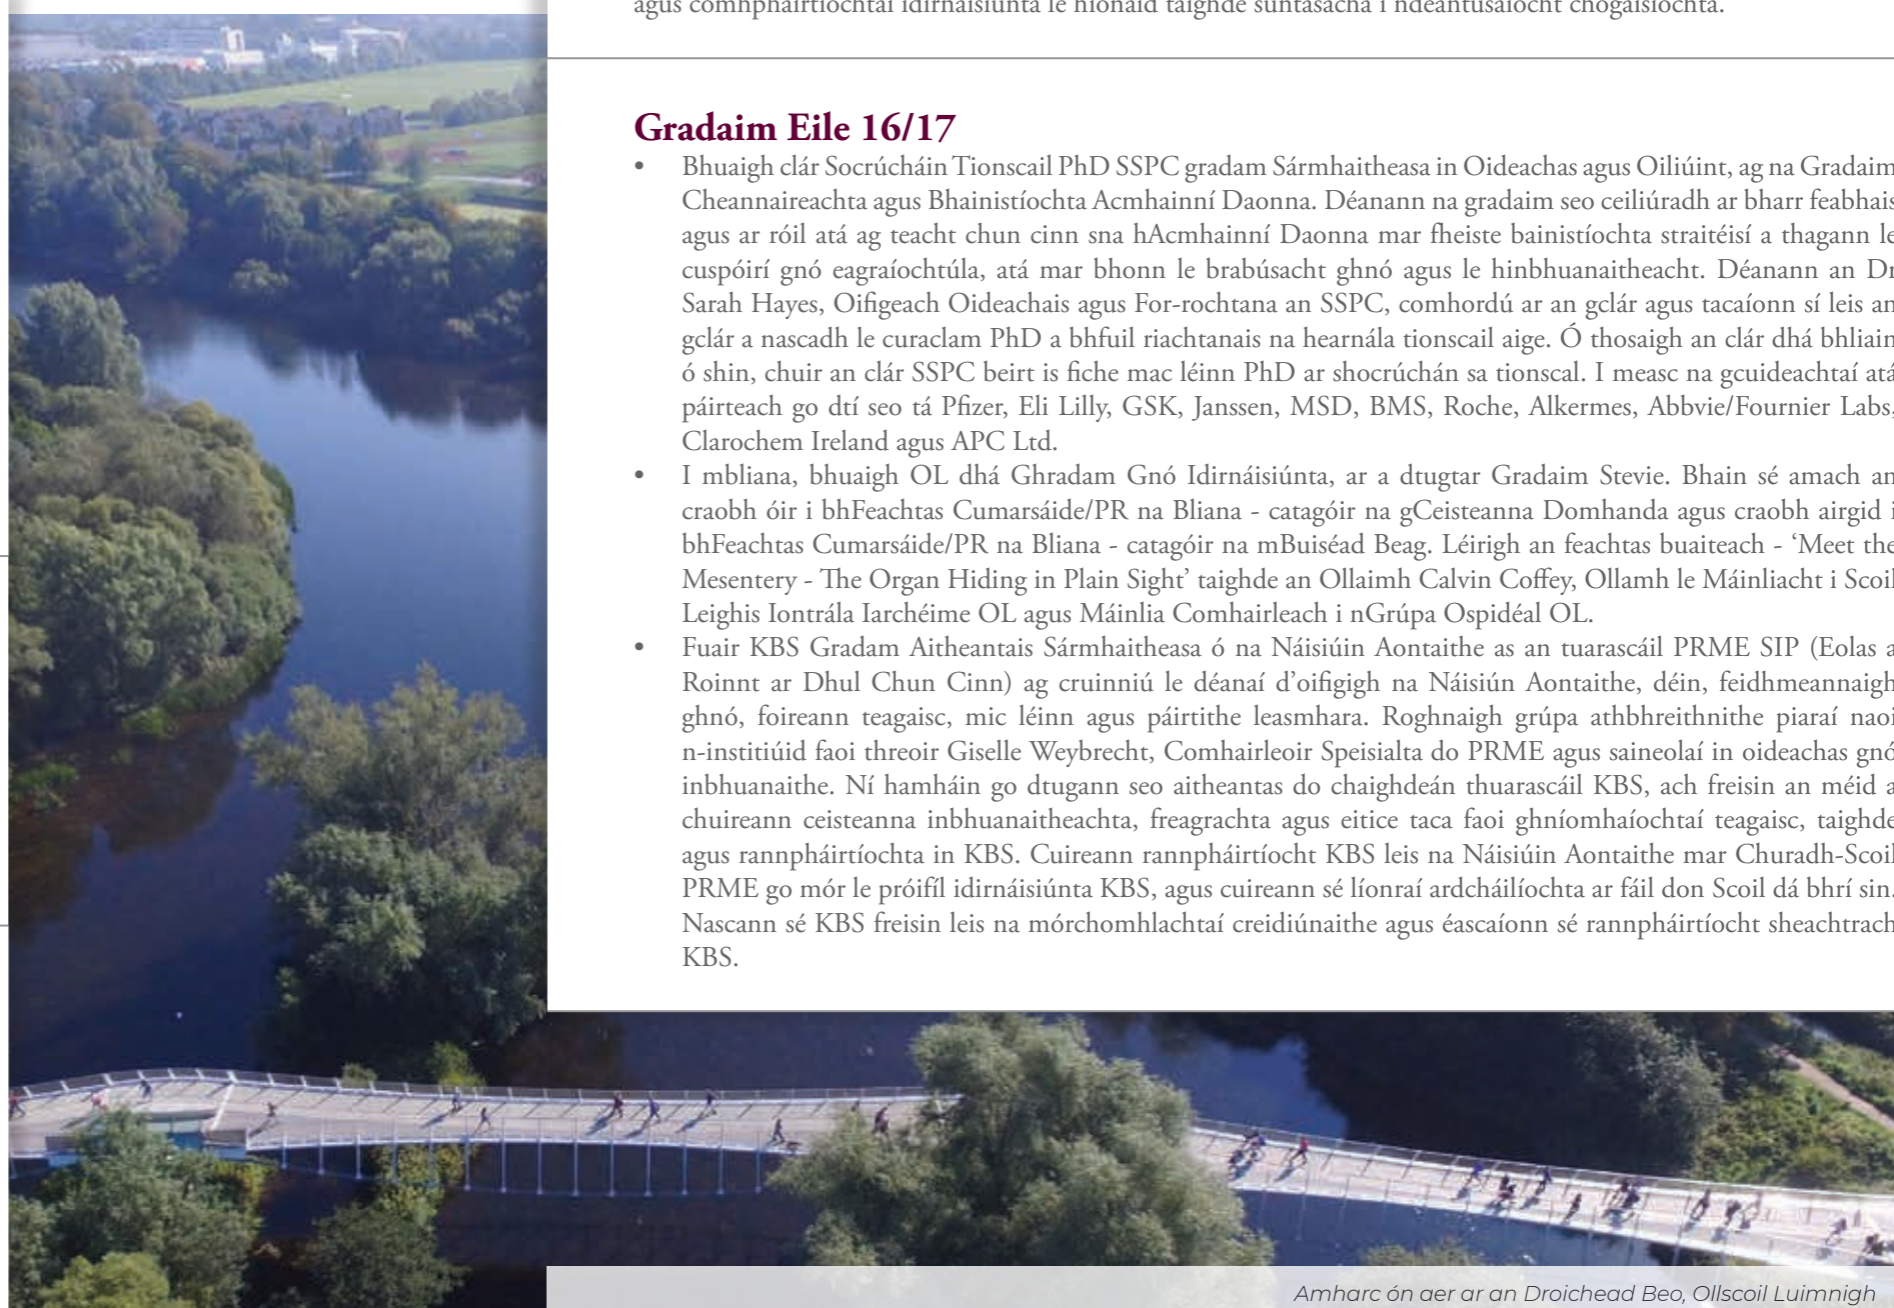 agus comhpháirtíochtaí idirnáisiúnta le hionaid taighde suntasacha i ndéantúsaíocht chógaisíochta.
Gradaim Eile 16/17
• Bhuaigh clár Socrúcháin Tionscail PhD SSPC gradam Sármhaitheasa in Oideachas agus Oiliúint, ag na Gradaim
Cheannaireachta agus Bhainistíochta Acmhainní Daonna. Déanann na gradaim seo ceiliúradh ar bharr feabhais
agus ar róil atá ag teacht chun cinn sna hAcmhainní Daonna mar fheiste bainistíochta straitéisí a thagann le
cuspóirí gnó eagraíochtúla, atá mar bhonn le brabúsacht ghnó agus le hinbhuanaitheacht. Déanann an Dr
Sarah Hayes, Oifigeach Oideachais agus For-rochtana an SSPC, comhordú ar an gclár agus tacaíonn sí leis an
gclár a nascadh le curaclam PhD a bhfuil riachtanais na hearnála tionscail aige. Ó thosaigh an clár dhá bhliain
ó shin, chuir an clár SSPC beirt is fiche mac léinn PhD ar shocrúchán sa tionscal. I measc na gcuideachtaí atá
páirteach go dtí seo tá Pfizer, Eli Lilly, GSK, Janssen, MSD, BMS, Roche, Alkermes, Abbvie/Fournier Labs,
Clarochem Ireland agus APC Ltd.
• I mbliana, bhuaigh OL dhá Ghradam Gnó Idirnáisiúnta, ar a dtugtar Gradaim Stevie. Bhain sé amach an
craobh óir i bhFeachtas Cumarsáide/PR na Bliana - catagóir na gCeisteanna Domhanda agus craobh airgid i
bhFeachtas Cumarsáide/PR na Bliana - catagóir na mBuiséad Beag. Léirigh an feachtas buaiteach - ‘Meet the
Mesentery - The Organ Hiding in Plain Sight’ taighde an Ollaimh Calvin Coffey, Ollamh le Máinliacht i Scoil
Leighis Iontrála Iarchéime OL agus Máinlia Comhairleach i nGrúpa Ospidéal OL.
• Fuair KBS Gradam Aitheantais Sármhaitheasa ó na Náisiúin Aontaithe as an tuarascáil PRME SIP (Eolas a
Roinnt ar Dhul Chun Cinn) ag cruinniú le déanaí d’oifigigh na Náisiún Aontaithe, déin, feidhmeannaigh
ghnó, foireann teagaisc, mic léinn agus páirtithe leasmhara. Roghnaigh grúpa athbhreithnithe piaraí naoi
n-institiúid faoi threoir Giselle Weybrecht, Comhairleoir Speisialta do PRME agus saineolaí in oideachas gnó
inbhuanaithe. Ní hamháin go dtugann seo aitheantas do chaighdeán thuarascáil KBS, ach freisin an méid a
chuireann ceisteanna inbhuanaitheachta, freagrachta agus eitice taca faoi ghníomhaíochtaí teagaisc, taighde
agus rannpháirtíochta in KBS. Cuireann rannpháirtíocht KBS leis na Náisiúin Aontaithe mar Churadh-Scoil
PRME go mór le próifíl idirnáisiúnta KBS, agus cuireann sé líonraí ardcháilíochta ar fáil don Scoil dá bhrí sin.
Nascann sé KBS freisin leis na mórchomhlachtaí creidiúnaithe agus éascaíonn sé rannpháirtíocht sheachtrach
KBS.
Amharc ón aer ar an Droichead Beo, Ollscoil Luimnigh